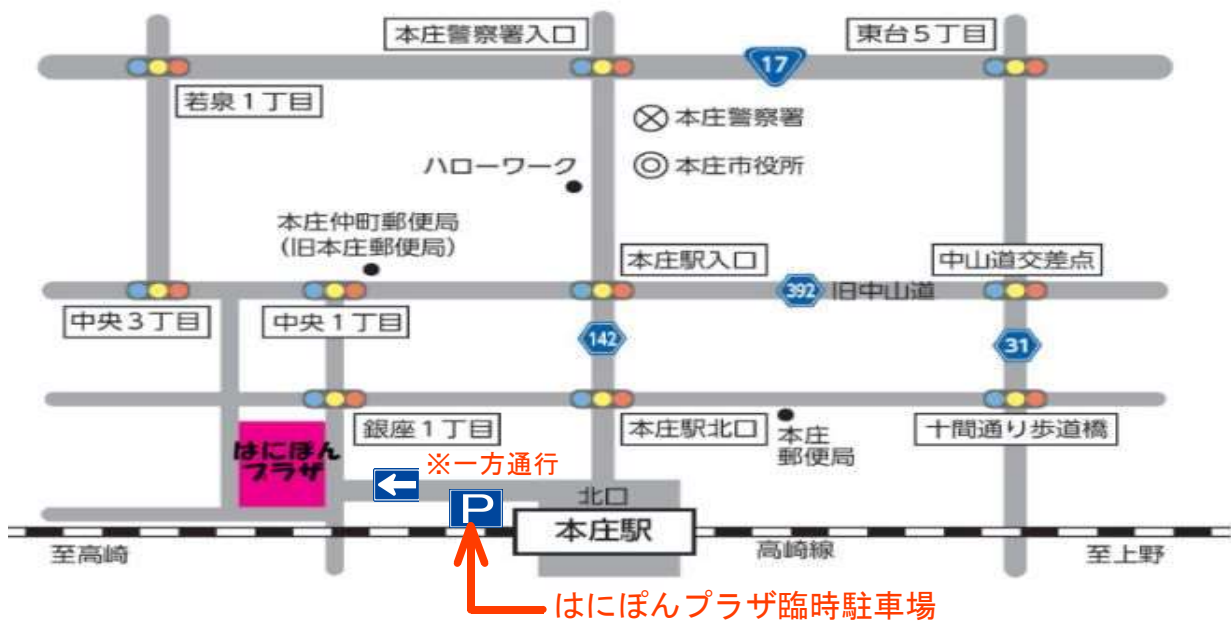 本庄警察署入口
東台5丁目
17
若泉1丁目
本庄警察署
ハローワーク
本庄市役所
本庄仲町郵便局
(旧本庄郵便局)
本庄駅入口
中山道交差点
392
旧中山道
中央3丁目
中央1丁目
142
31
銀座1丁目
本庄駅北口
本庄
郵便局
十間通り歩道橋
はにぽん
プラザ
※一方通行
P
北口
本庄駅
至高崎
高崎線
至上野
はにぽんプラザ臨時駐車場